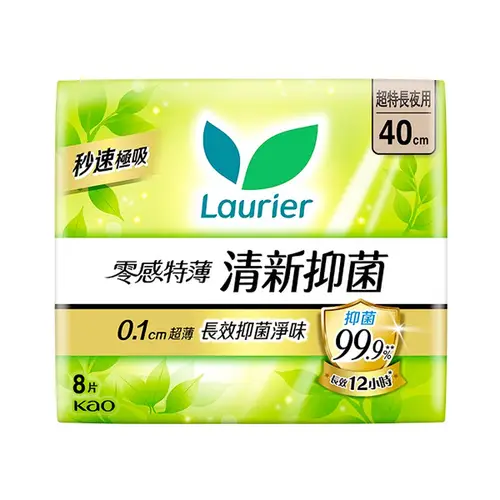 超特長夜用
40cm
秒速極吸
Laurier
零感特薄 清新抑菌
0.1cm超薄 長效抑菌淨味
抑菌
99.9%**
長效12小時*
8片
Kao